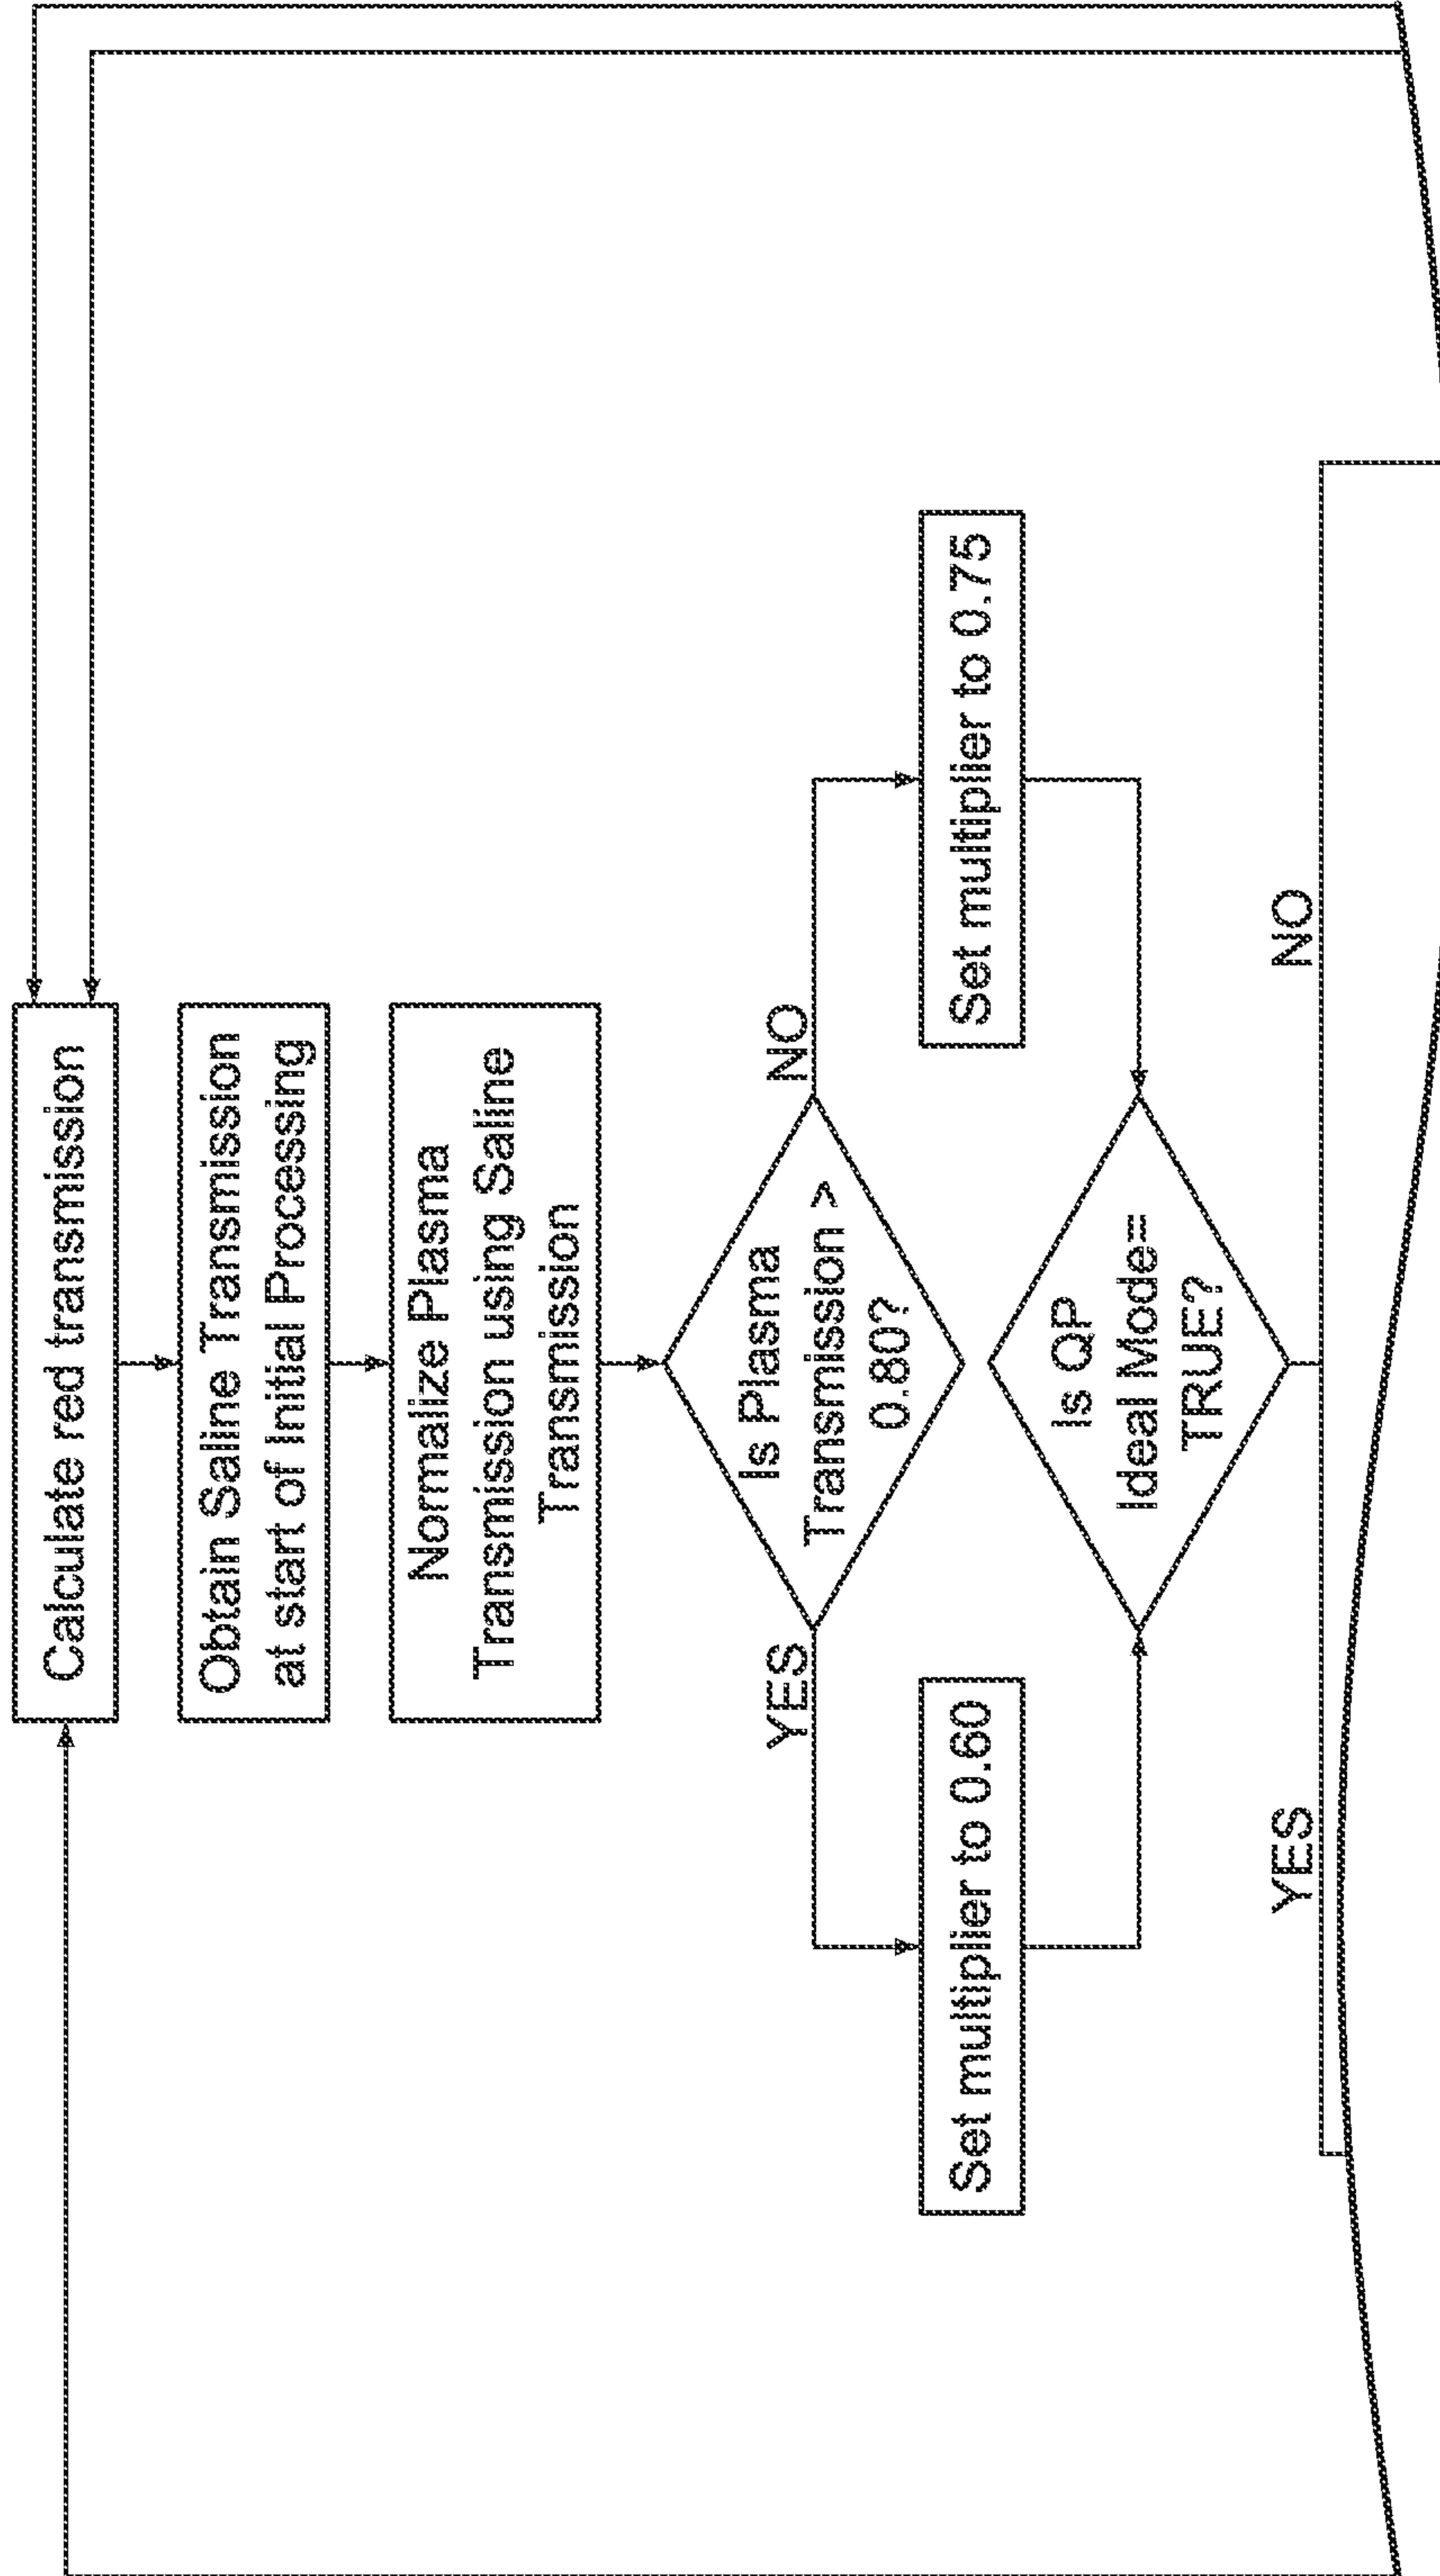 Calculate red transmission
Obtain Saline Transmission
at start of Initial Processing
Normalize Plasma
Transmission using Saline
Transmission
Is Plasma
Transmission >
0.80?
YES
NO
Set multiplier to 0.60
Set multiplier to 0.75
Is QP
Ideal Mode=
TRUE?
YES
NO